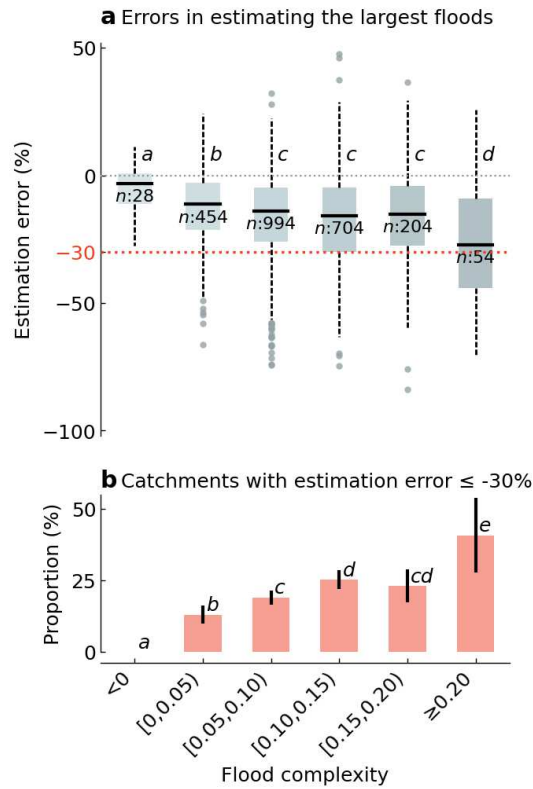 a Errors in estimating the largest floods
50
a b c c c d
0
n:28 n:454 n:994 n:704 n:204 n:54
−30
−50
−100
Estimation error (%)
b Catchments with estimation error ≤ -30%
50
e
d
cd
25
c
b
a
0
Proportion (%)
<0 [0,0.05) [0.05,0.10) [0.10,0.15) [0.15,0.20) ≥0.20
Flood complexity